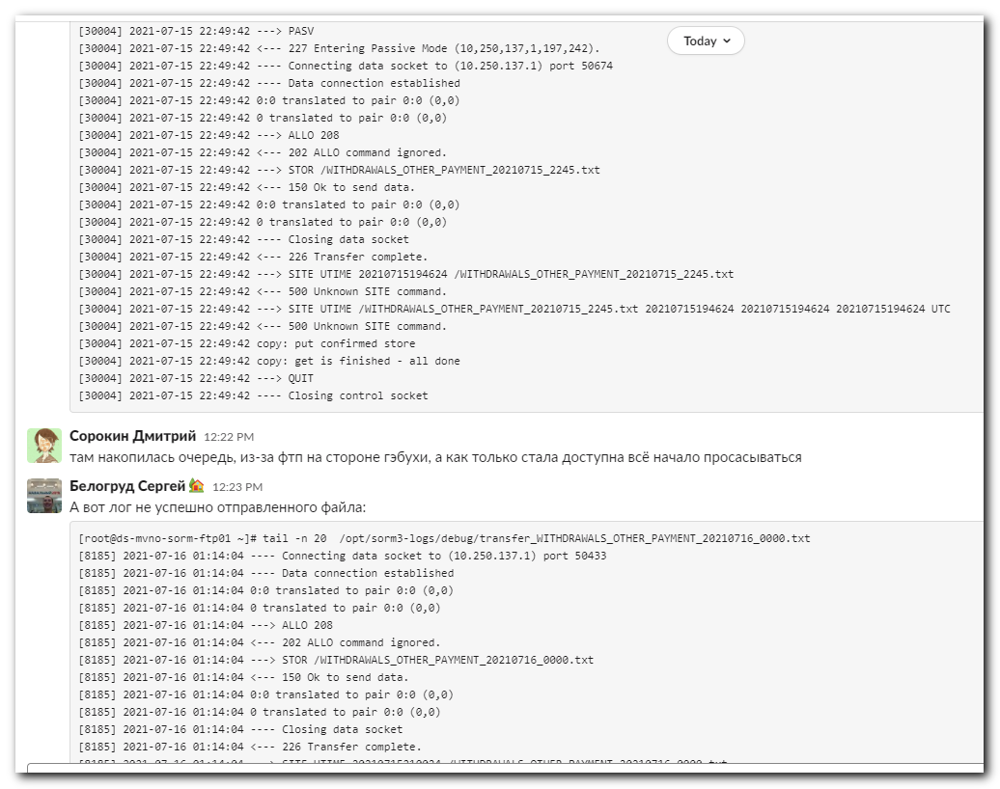 [30004] 2021-07-15 22:49:42 ---> PASV
Today
[30004] 2021-07-15 22:49:42 <--- 227 Entering Passive Mode (10,250,137,1,197,242).
[30004] 2021-07-15 22:49:42 ---- Connecting data socket to (10.250.137.1) port 50674
[30004] 2021-07-15 22:49:42 ---- Data connection established
[30004] 2021-07-15 22:49:42 0:0 translated to pair 0:0 (0,0)
[30004] 2021-07-15 22:49:42 0 translated to pair 0:0 (0,0)
[30004] 2021-07-15 22:49:42 ---> ALLO 208
[30004] 2021-07-15 22:49:42 <--- 202 ALLO command ignored.
[30004] 2021-07-15 22:49:42 ---> STOR /WITHDRAWALS_OTHER_PAYMENT_20210715_2245.txt
[30004] 2021-07-15 22:49:42 <--- 150 Ok to send data.
[30004] 2021-07-15 22:49:42 0:0 translated to pair 0:0 (0,0)
[30004] 2021-07-15 22:49:42 0 translated to pair 0:0 (0,0)
[30004] 2021-07-15 22:49:42 ---- Closing data socket
[30004] 2021-07-15 22:49:42 <--- 226 Transfer complete.
[30004] 2021-07-15 22:49:42 ---> SITE UTIME 20210715194624 /WITHDRAWALS_OTHER_PAYMENT_20210715_2245.txt
[30004] 2021-07-15 22:49:42 <--- 500 Unknown SITE command.
[30004] 2021-07-15 22:49:42 ---> SITE UTIME /WITHDRAWALS_OTHER_PAYMENT_20210715_2245.txt 20210715194624 20210715194624 20210715194624 UTC
[30004] 2021-07-15 22:49:42 <--- 500 Unknown SITE command.
[30004] 2021-07-15 22:49:42 copy: put confirmed store
[30004] 2021-07-15 22:49:42 copy: get is finished - all done
[30004] 2021-07-15 22:49:42 ---> QUIT
[30004] 2021-07-15 22:49:42 ---- Closing control socket
Сорокин Дмитрий 12:22 PM
там накопилась очередь, из-за фтп на стороне гэбухи, а как только стала доступна всё начало просасываться
Белогруд Сергей 12:23 PM
А вот лог не успешно отправленного файла:
[root@ds-mvno-sorm-ftp01 ~]# tail -n 20  /opt/sorm3-logs/debug/transfer_WITHDRAWALS_OTHER_PAYMENT_20210716_0000.txt
[8185] 2021-07-16 01:14:04 ---- Connecting data socket to (10.250.137.1) port 50433
[8185] 2021-07-16 01:14:04 ---- Data connection established
[8185] 2021-07-16 01:14:04 0:0 translated to pair 0:0 (0,0)
[8185] 2021-07-16 01:14:04 0 translated to pair 0:0 (0,0)
[8185] 2021-07-16 01:14:04 ---> ALLO 208
[8185] 2021-07-16 01:14:04 <--- 202 ALLO command ignored.
[8185] 2021-07-16 01:14:04 ---> STOR /WITHDRAWALS_OTHER_PAYMENT_20210716_0000.txt
[8185] 2021-07-16 01:14:04 <--- 150 Ok to send data.
[8185] 2021-07-16 01:14:04 0:0 translated to pair 0:0 (0,0)
[8185] 2021-07-16 01:14:04 0 translated to pair 0:0 (0,0)
[8185] 2021-07-16 01:14:04 ---- Closing data socket
[8185] 2021-07-16 01:14:04 <--- 226 Transfer complete.